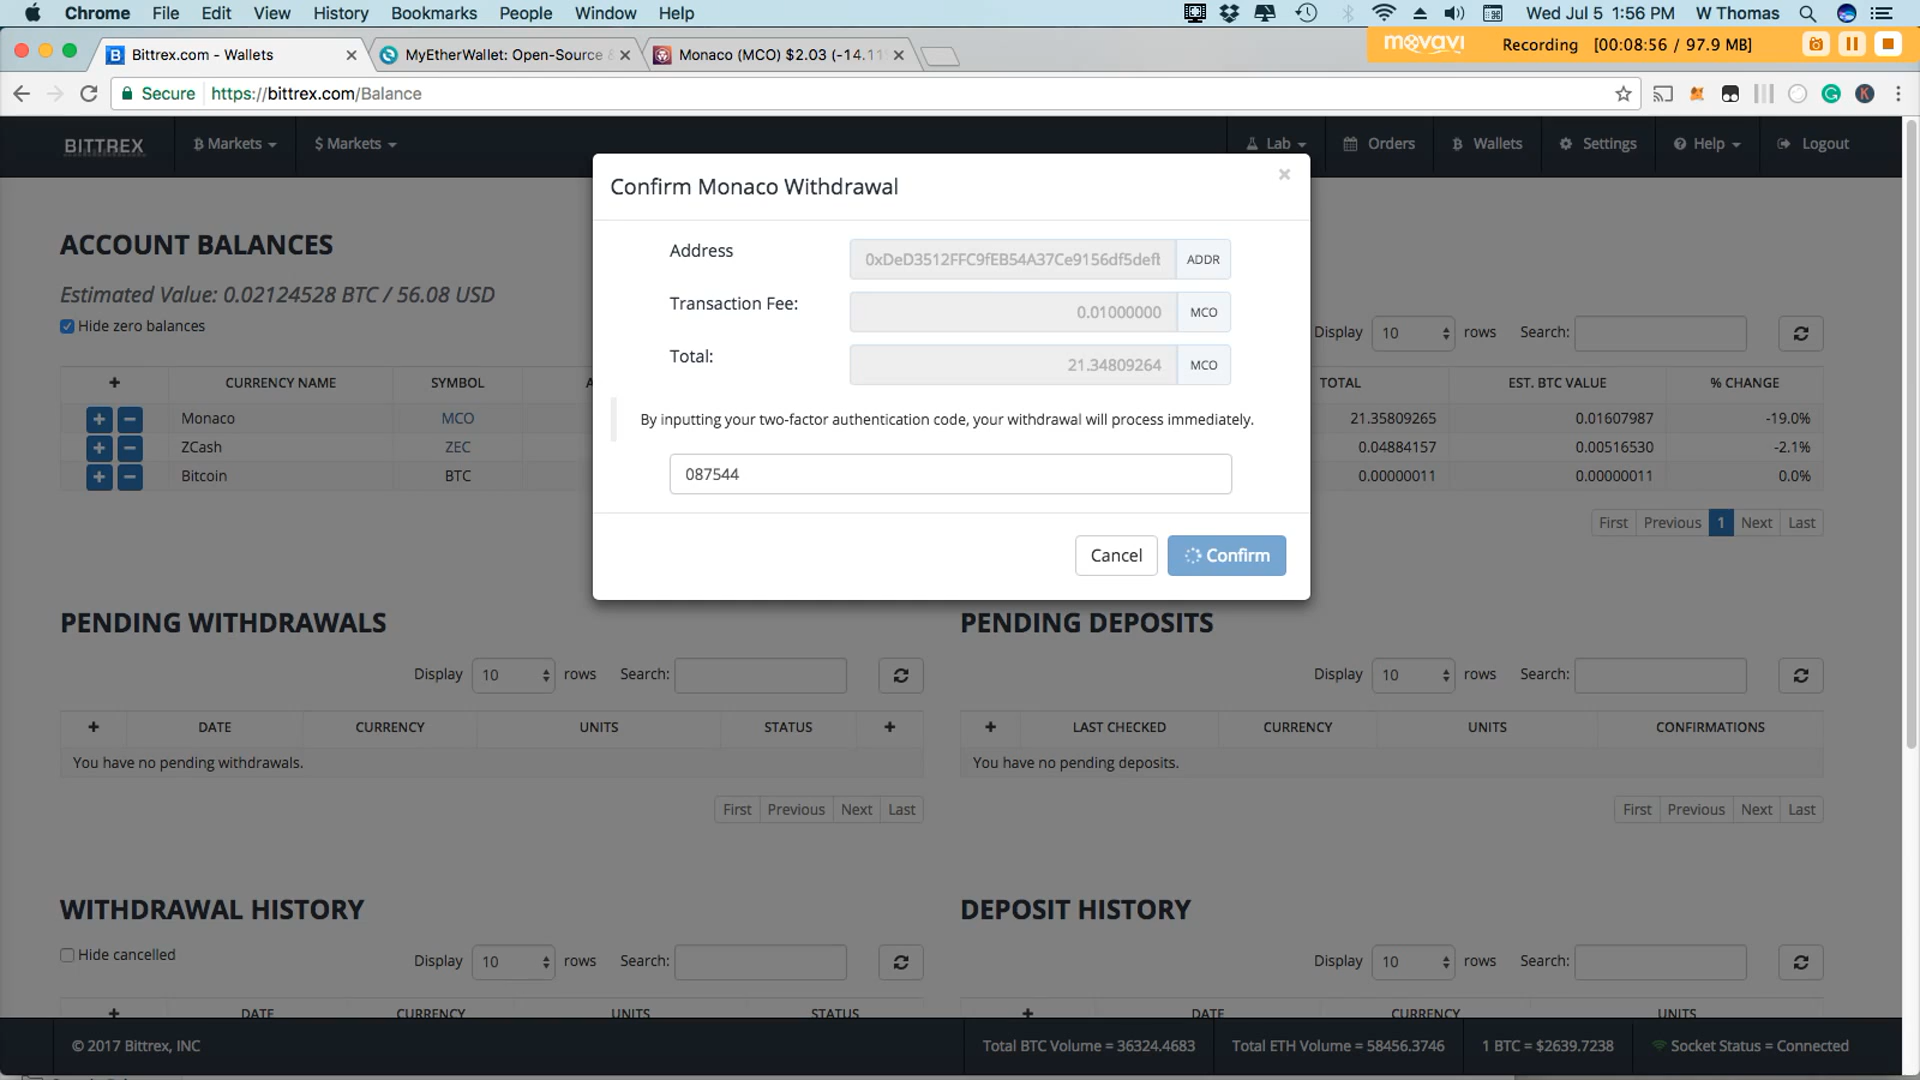 Chrome File Edit View History Bookmarks People Window Help Wed Jul 5 1:56 PM W Thomas
Bittrex.com - Wallets
MyEtherWallet: Open-Source &
Monaco (MCO) $2.03 (-14.11
movavi Recording [00:08:56 / 97.9 MB]
Secure https://bittrex.com/Balance
K
BITTREX Markets $ Markets Lab Orders Wallets Settings Help Logout
Confirm Monaco Withdrawal ×
Address 0xDeD3512FFC9fEB54A37Ce9156df5def ADDR
Transaction Fee: 0.01000000 MCO
Total: 21.34809264 MCO
By inputting your two-factor authentication code, your withdrawal will process immediately.
087544
Cancel Confirm
ACCOUNT BALANCES
Estimated Value: 0.02124528 BTC / 56.08 USD
Hide zero balances
Display 10 rows Search:
+ CURRENCY NAME SYMBOL A TOTAL EST. BTC VALUE % CHANGE
+ − Monaco MCO 21.35809265 0.01607987 -19.0%
+ − ZCash ZEC 0.04884157 0.00516530 -2.1%
+ − Bitcoin BTC 0.00000011 0.00000011 0.0%
First Previous 1 Next Last
PENDING WITHDRAWALS
Display 10 rows Search:
+ DATE CURRENCY UNITS STATUS +
You have no pending withdrawals.
First Previous Next Last
PENDING DEPOSITS
Display 10 rows Search:
+ LAST CHECKED CURRENCY UNITS CONFIRMATIONS
You have no pending deposits.
First Previous Next Last
WITHDRAWAL HISTORY
Hide cancelled
Display 10 rows Search:
+ DATE CURRENCY UNITS STATUS
DEPOSIT HISTORY
Display 10 rows Search:
+ DATE CURRENCY UNITS
© 2017 Bittrex, INC Total BTC Volume = 36324.4683 Total ETH Volume = 58456.3746 1 BTC = $2639.7238 Socket Status = Connected